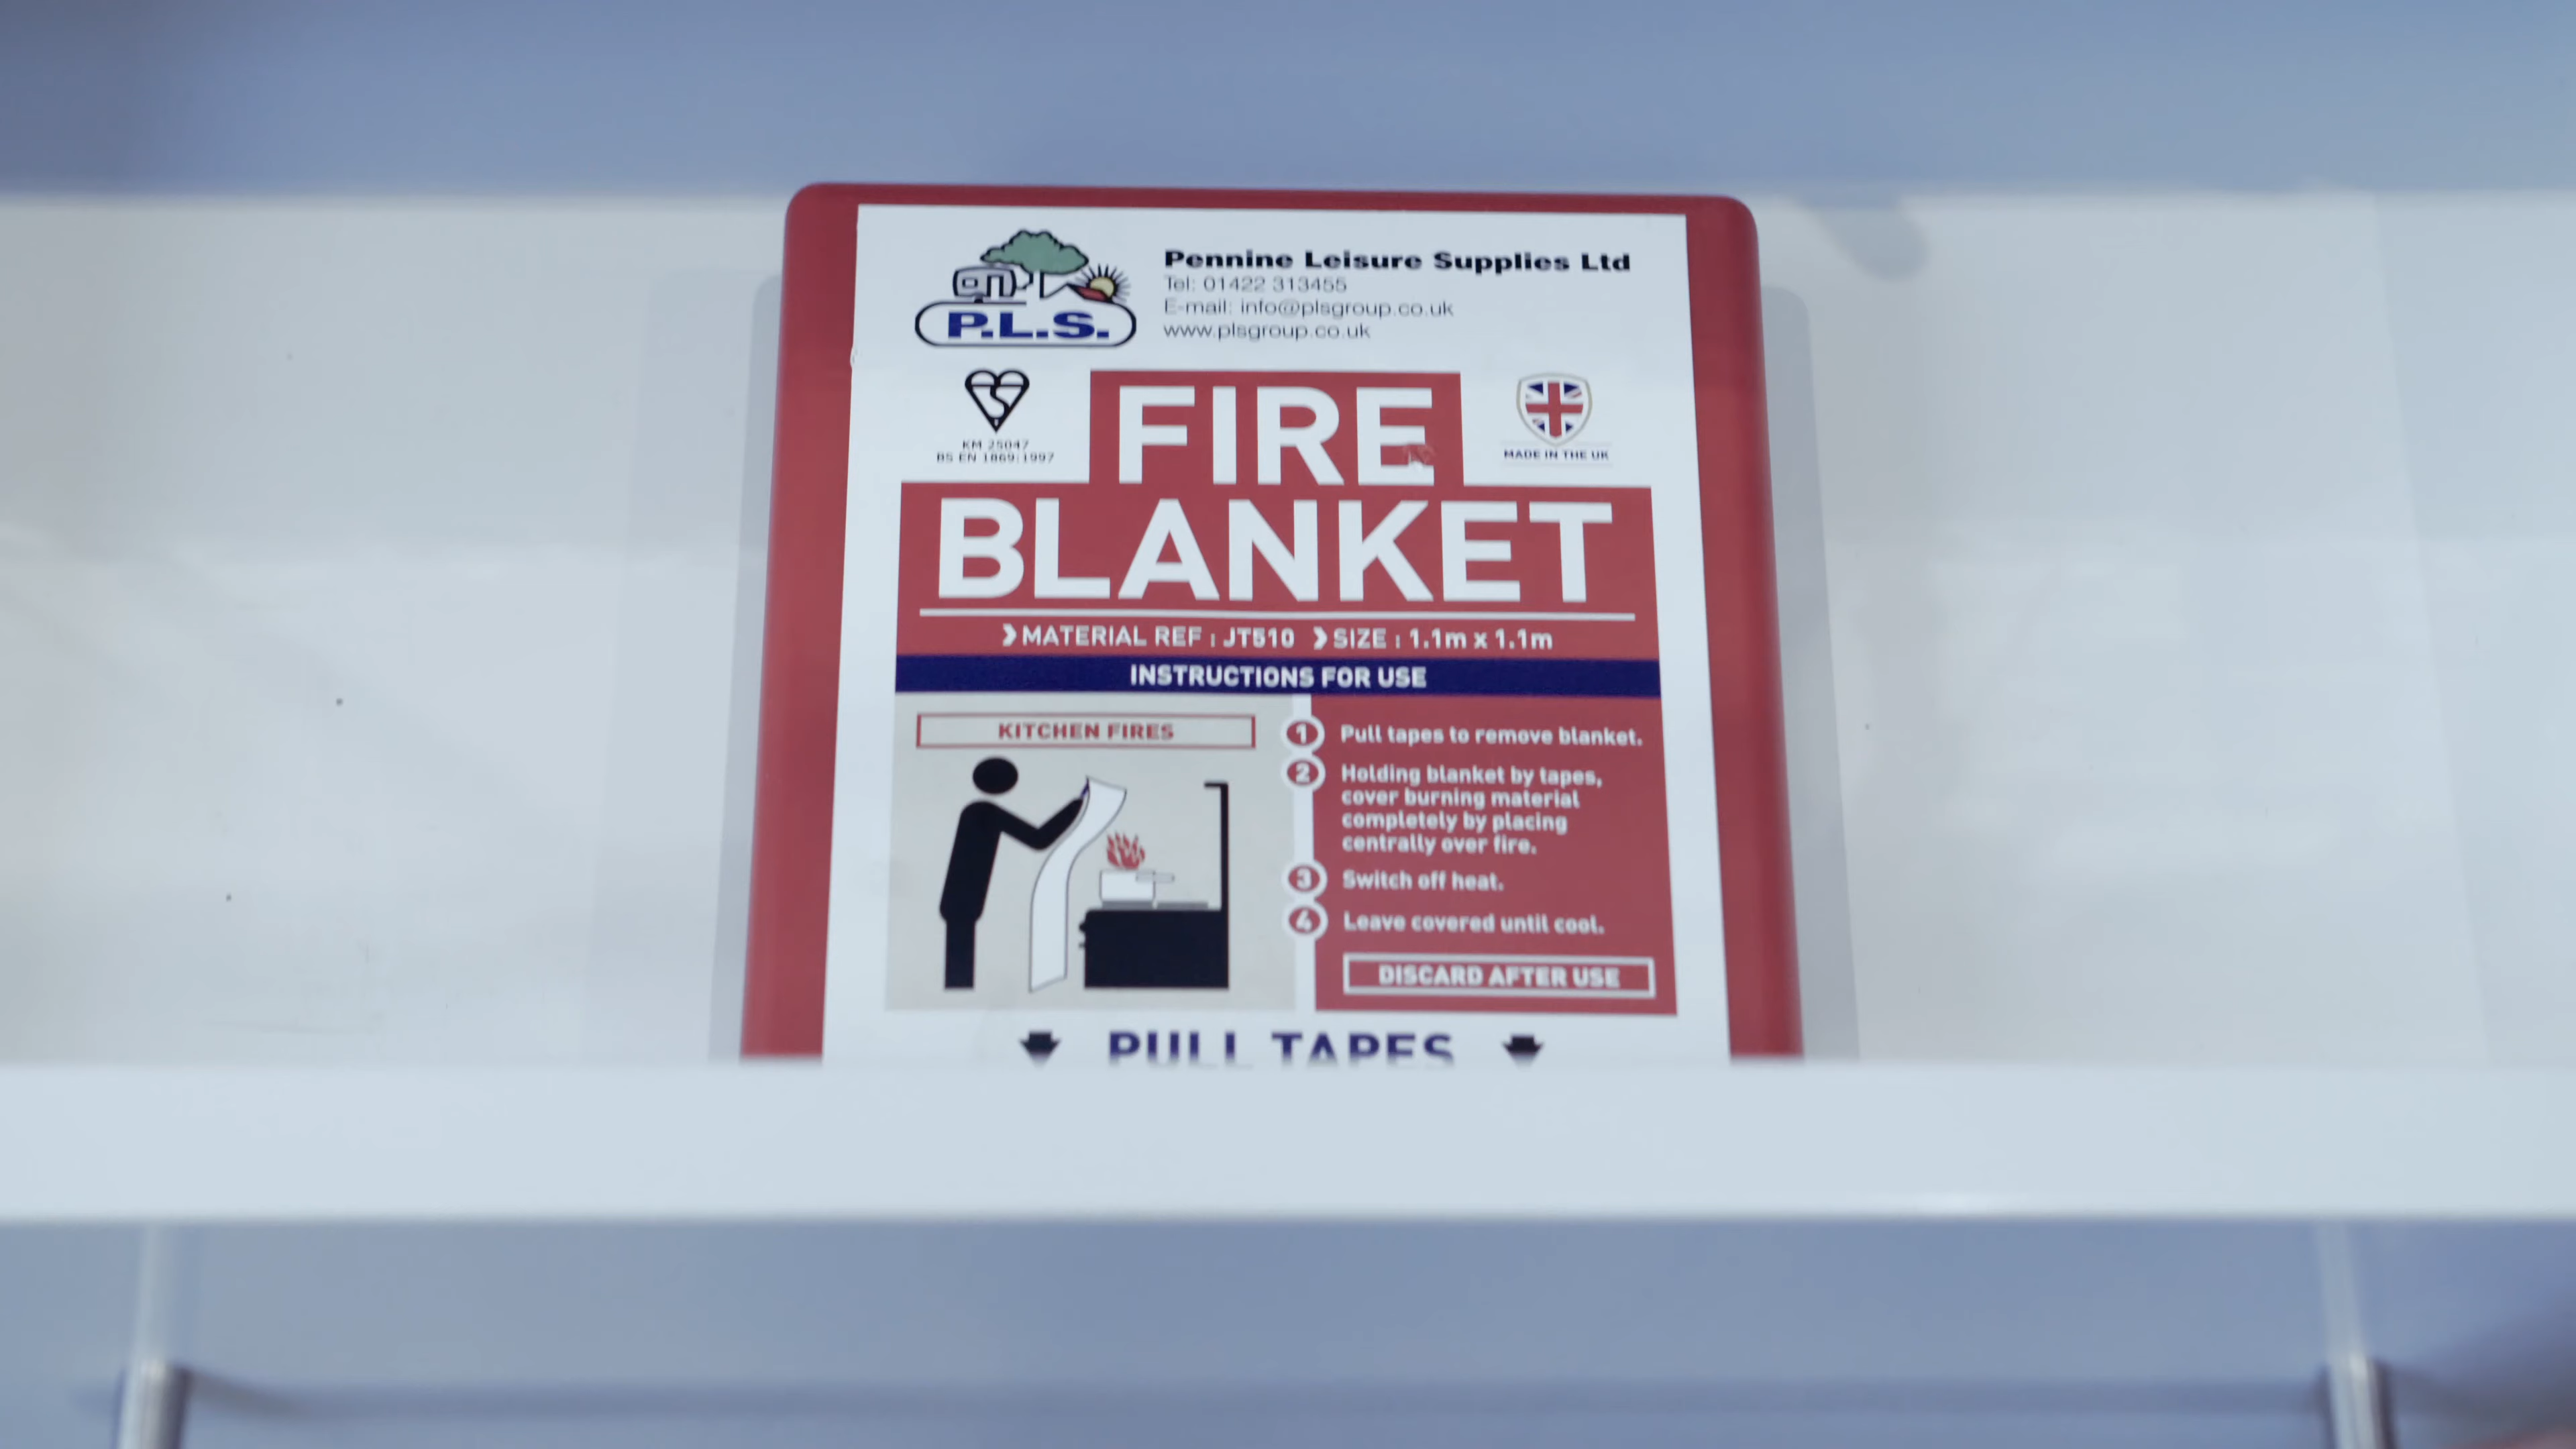 P.L.S.
Pennine Leisure Supplies Ltd
Tel: 01422 313455
E-mail: info@plsgroup.co.uk
www.plsgroup.co.uk
KM 25047
BS EN 1869:1997
FIRE
MADE IN THE UK
BLANKET
MATERIAL REF : JT510 SIZE : 1.1m x 1.1m
INSTRUCTIONS FOR USE
KITCHEN FIRES
1 Pull tapes to remove blanket.
2 Holding blanket by tapes,
cover burning material
completely by placing
centrally over fire.
3 Switch off heat.
4 Leave covered until cool.
DISCARD AFTER USE
PULL TAPES